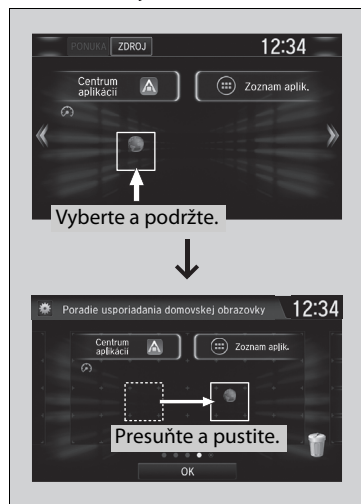 PONUKA ZDROJ 12:34
Centrum
aplikácií
Zoznam aplik.
Vyberte a podržte.
Poradie usporiadania domovskej obrazovky 12:34
Centrum
aplikácií
Zoznam aplik.
Presuňte a pustite.
OK